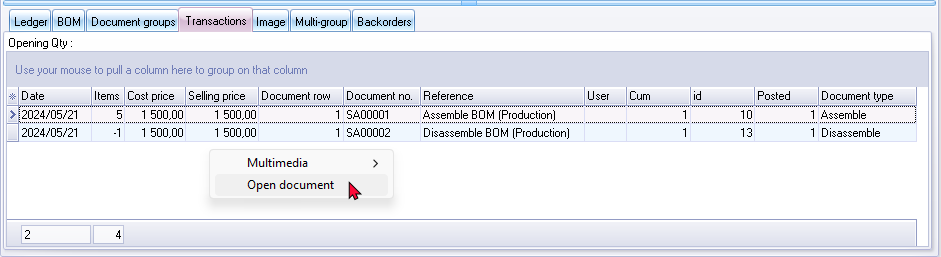 Ledger BOM Document groups Transactions Image Multi-group Backorders
Opening Qty :
Use your mouse to pull a column here to group on that column
Date Items Cost price Selling price Document row Document no. Reference User Cum id Posted Document type
2024/05/21 5 1 500,00 1 500,00 1 SA00001 Assemble BOM (Production) 1 10 1 Assemble
2024/05/21 -1 1 500,00 1 500,00 1 SA00002 Disassemble BOM (Production) 1 13 1 Disassemble
Multimedia
Open document
2 4